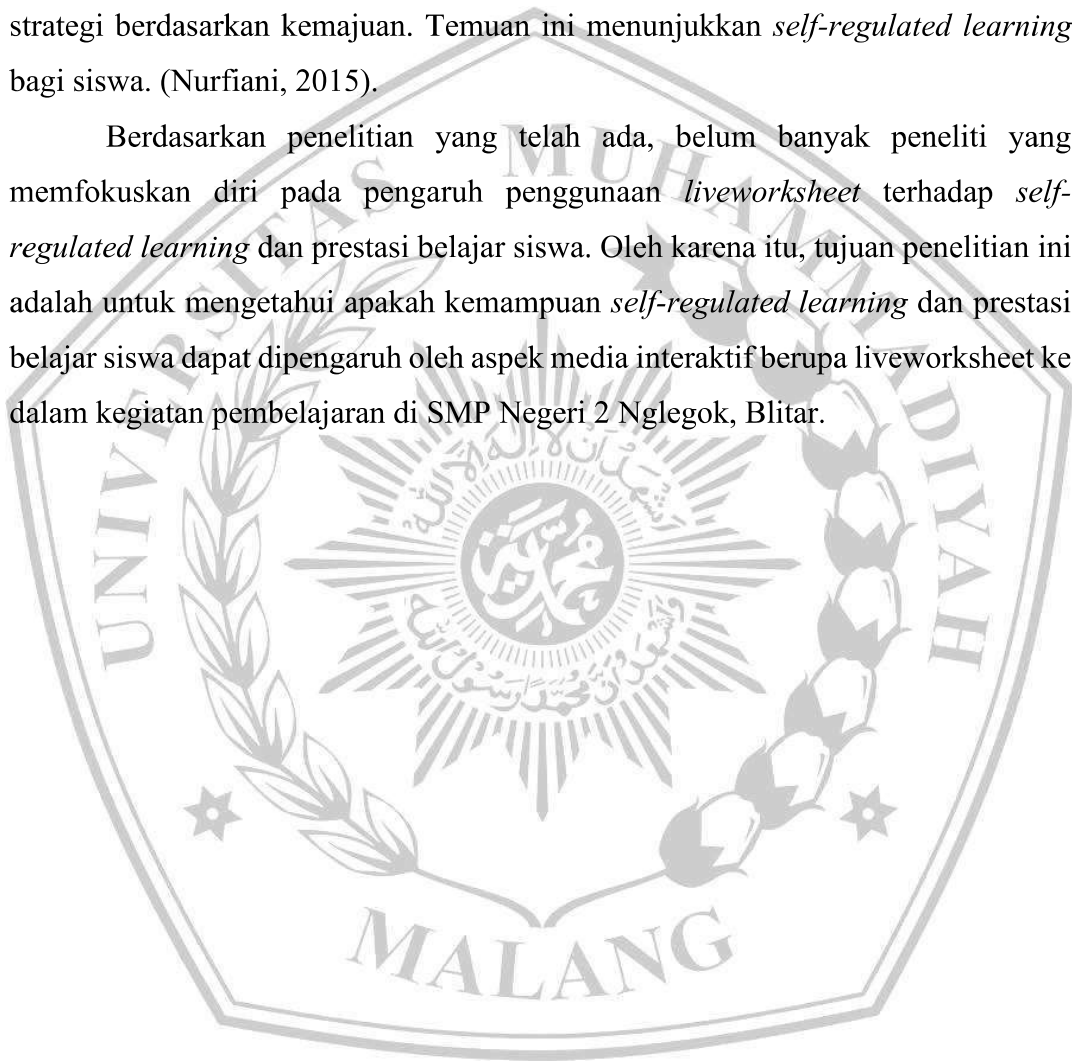 strategi berdasarkan kemajuan. Temuan ini menunjukkan self-regulated learning
bagi siswa. (Nurfiani, 2015).
Berdasarkan penelitian yang telah ada, belum banyak peneliti yang
memfokuskan diri pada pengaruh penggunaan liveworksheet terhadap self-
regulated learning dan prestasi belajar siswa. Oleh karena itu, tujuan penelitian ini
adalah untuk mengetahui apakah kemampuan self-regulated learning dan prestasi
belajar siswa dapat dipengaruh oleh aspek media interaktif berupa liveworksheet ke
dalam kegiatan pembelajaran di SMP Negeri 2 Nglegok, Blitar.
UNIVERSITAS MUHAMMADIYAH
MALANG